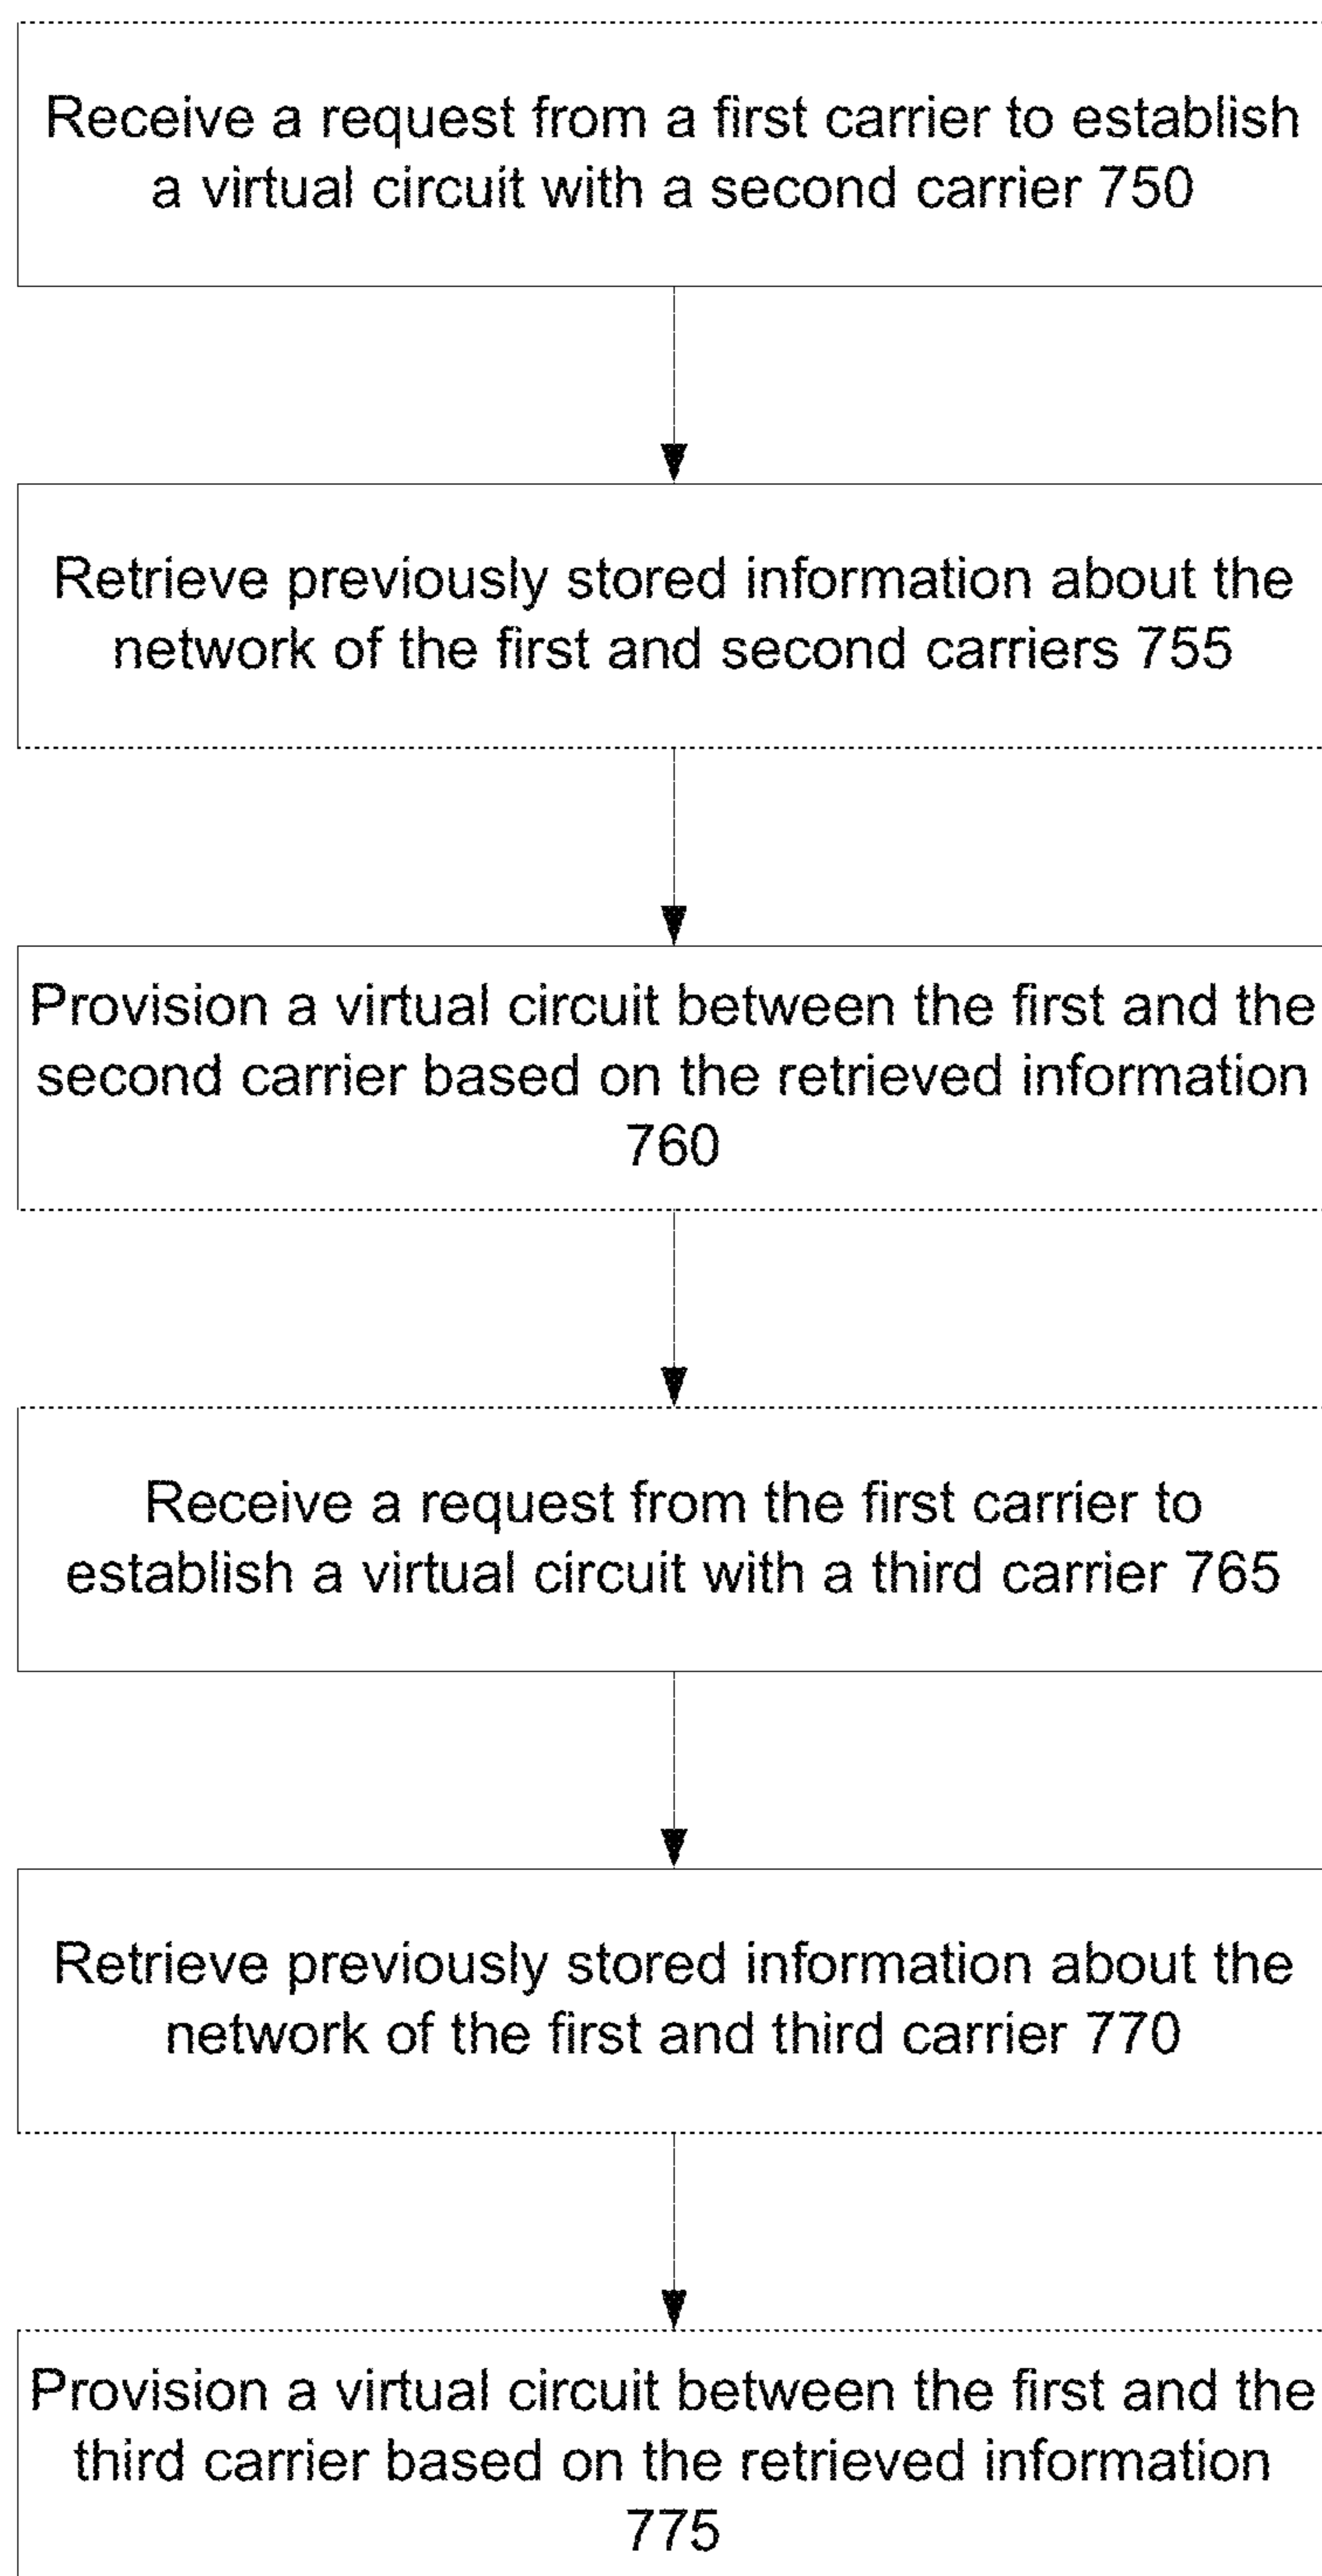 Receive a request from a first carrier to establish
a virtual circuit with a second carrier 750
Retrieve previously stored information about the
network of the first and second carriers 755
Provision a virtual circuit between the first and the
second carrier based on the retrieved information
760
Receive a request from the first carrier to
establish a virtual circuit with a third carrier 765
Retrieve previously stored information about the
network of the first and third carrier 770
Provision a virtual circuit between the first and the
third carrier based on the retrieved information
775